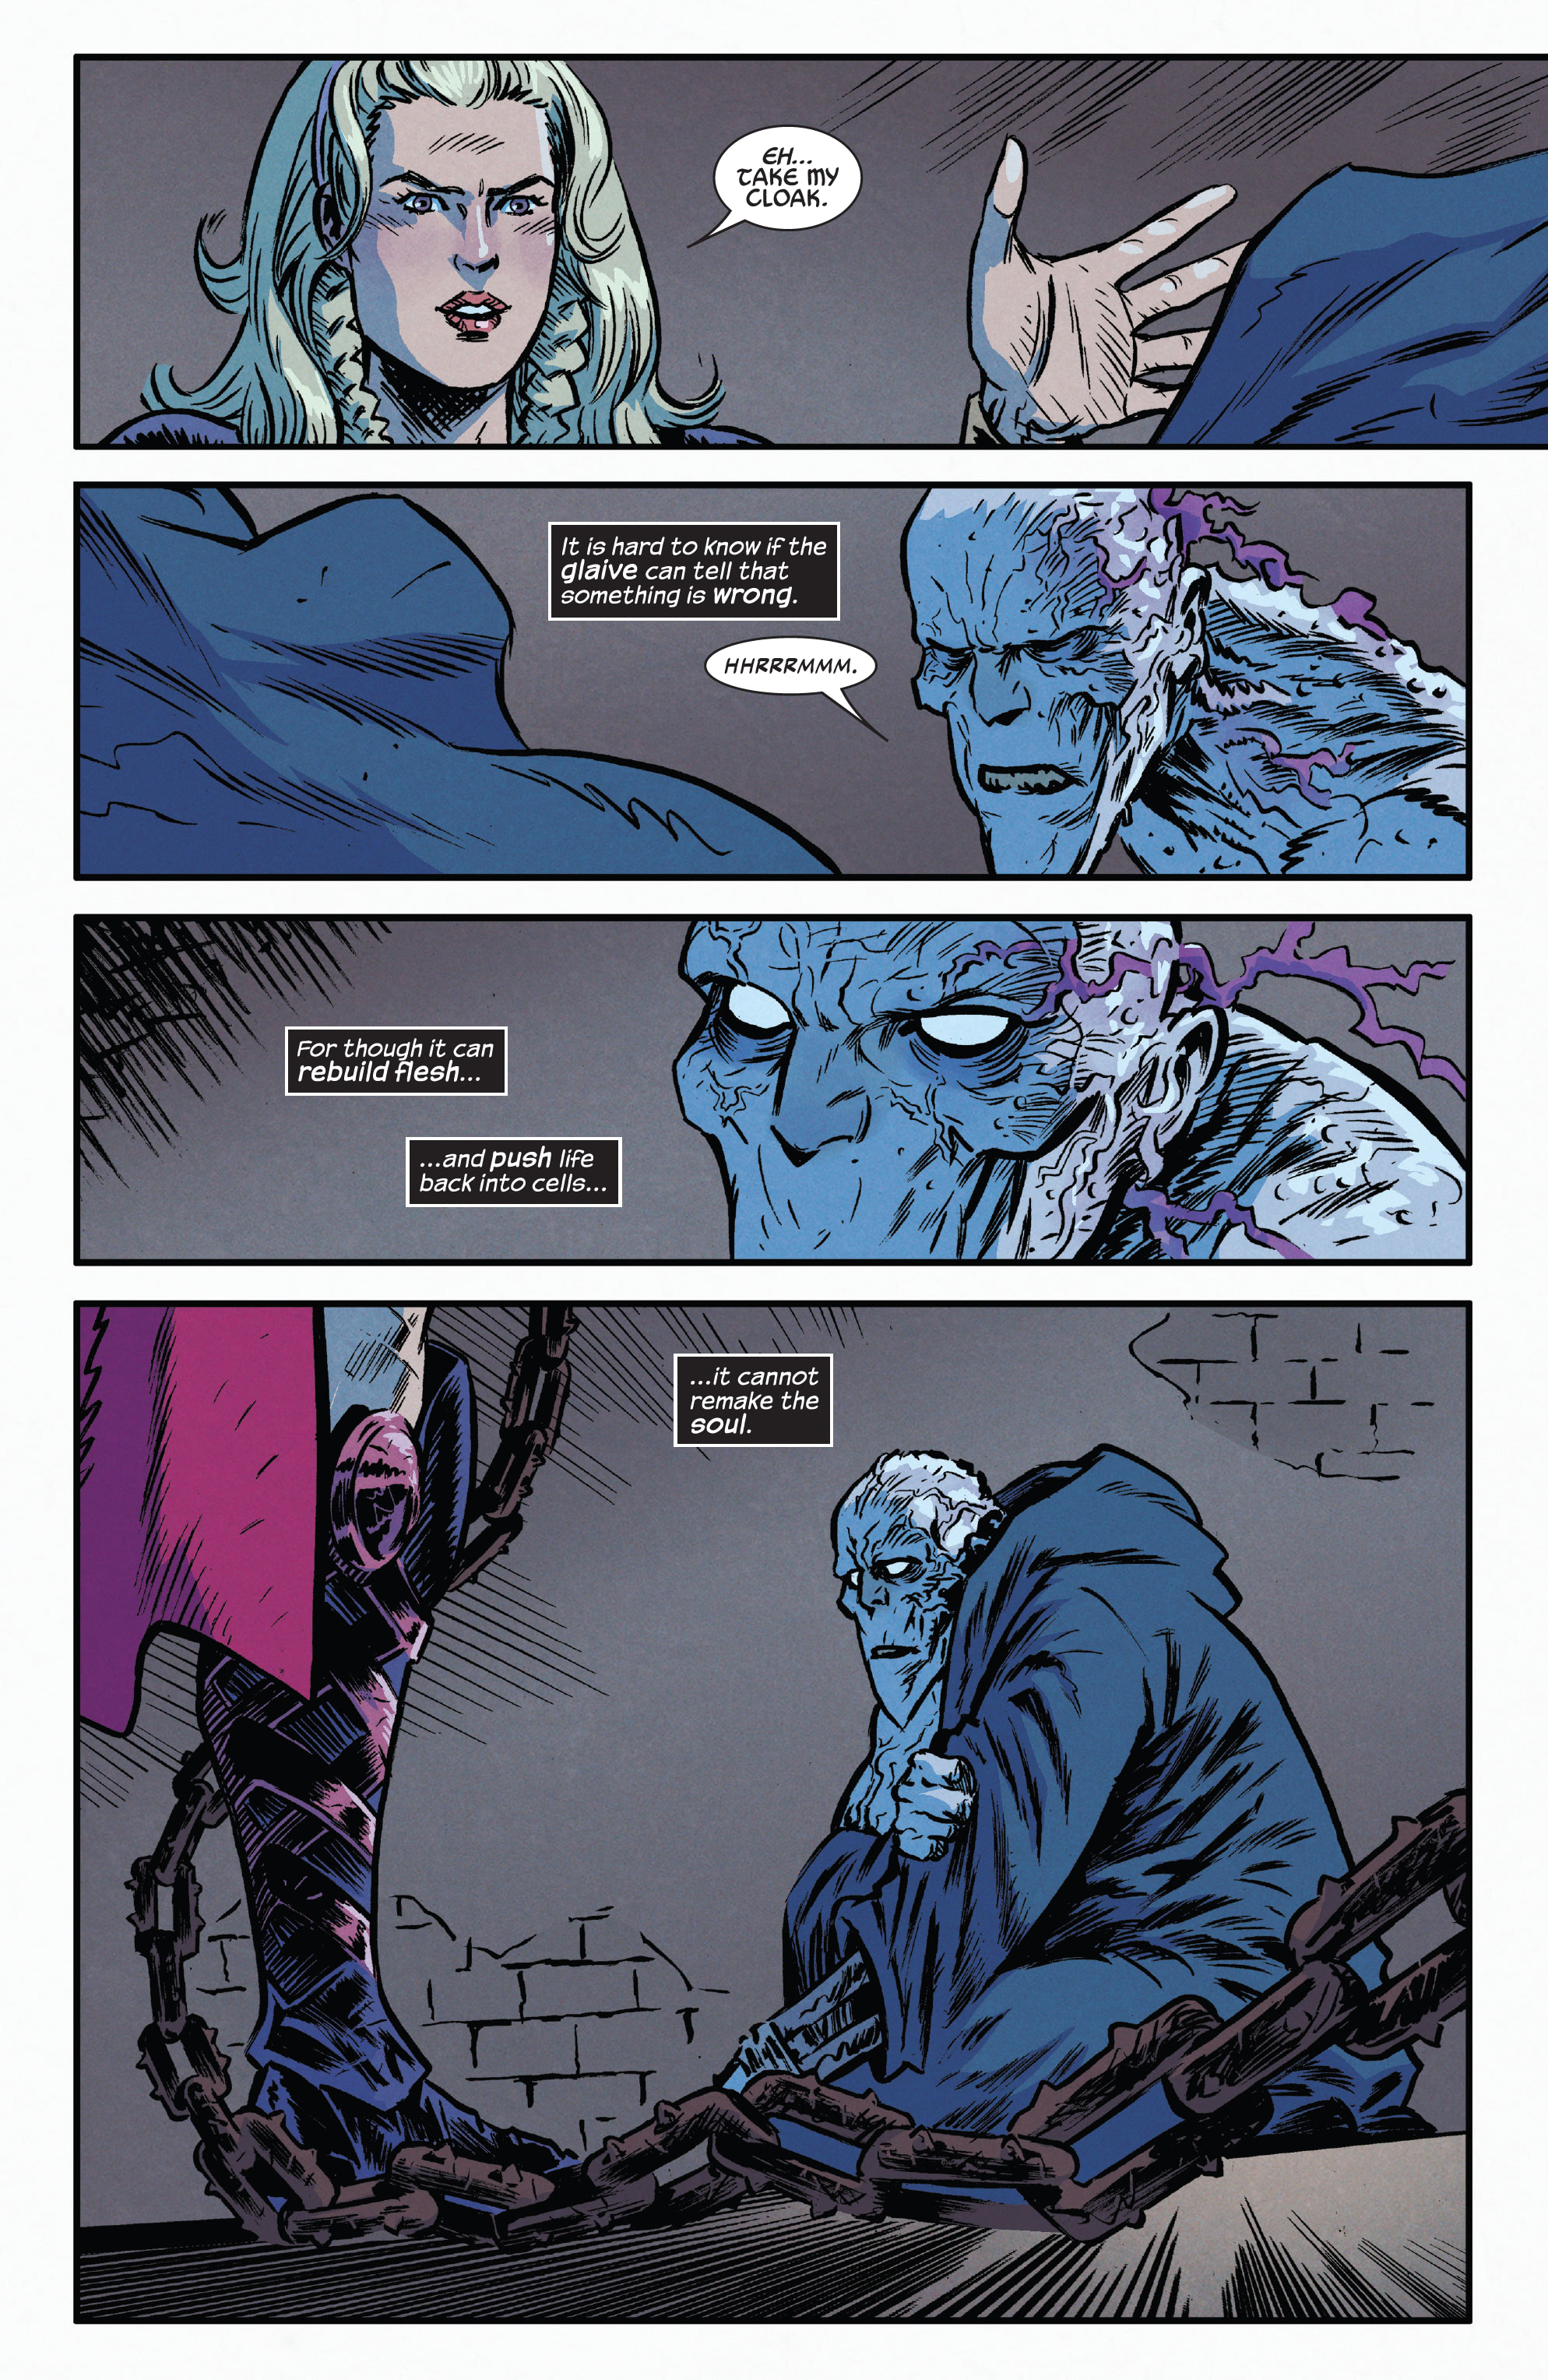 EH...
TAKE MY
CLOAK.
It is hard to know if the
glaive can tell that
something is wrong.
HHRRRMMM.
For though it can
rebuild flesh...
...and push life
back into cells...
...it cannot
remake the
soul.